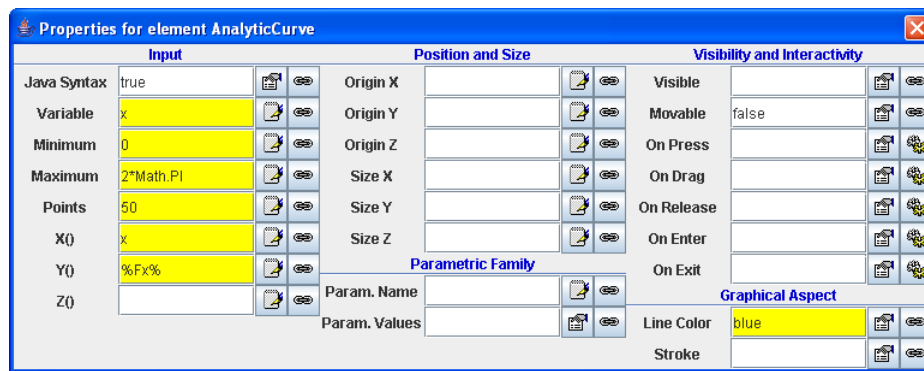 Properties for element AnalyticCurve
Input
Java Syntax true
Variable x
Minimum 0
Maximum 2*Math.PI
Points 50
X() x
Y() %Fx%
Z()
Position and Size
Origin X
Origin Y
Origin Z
Size X
Size Y
Size Z
Parametric Family
Param. Name
Param. Values
Visibility and Interactivity
Visible
Movable false
On Press
On Drag
On Release
On Enter
On Exit
Graphical Aspect
Line Color blue
Stroke